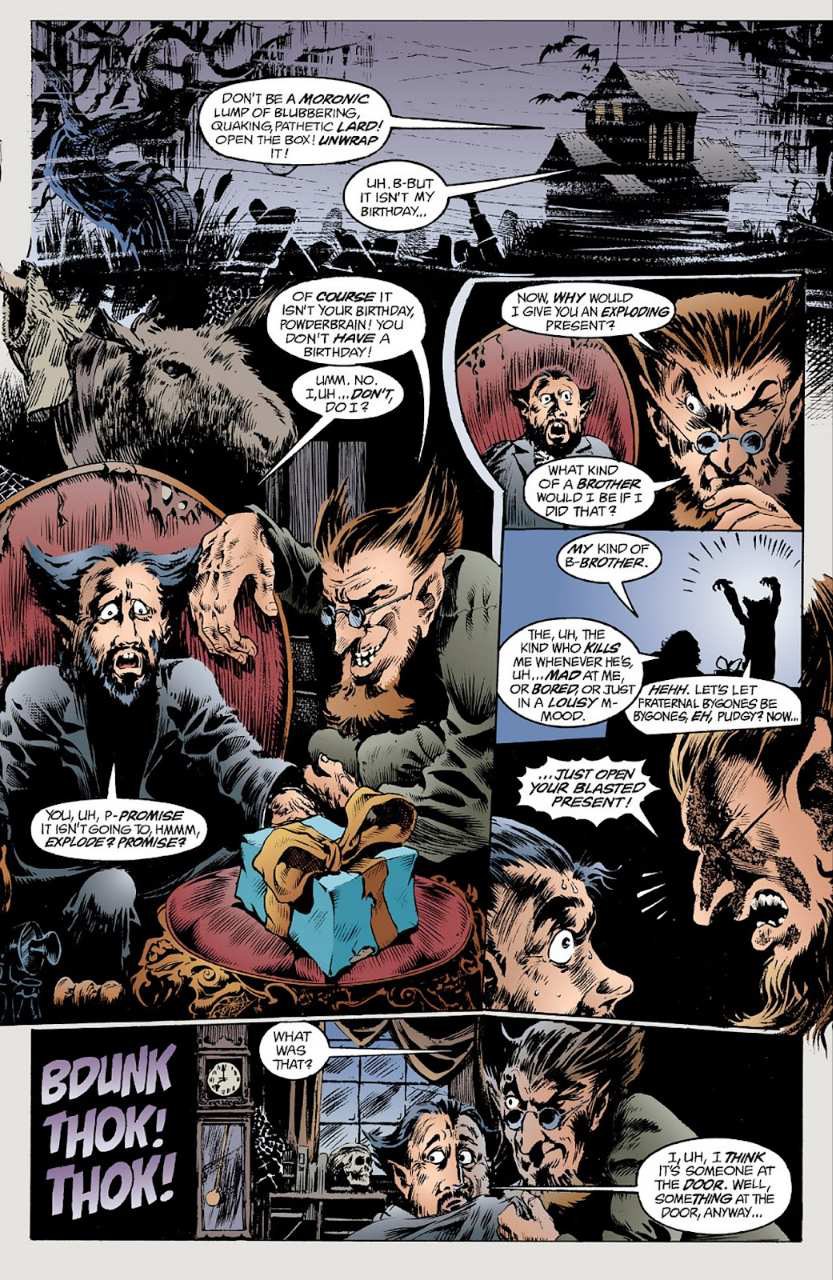 DON'T BE A MORONIC
LUMP OF BLUBBERING,
QUAKING, PATHETIC LARD!
OPEN THE BOX! UNWRAP
IT!
UH. B-BUT
IT ISN'T MY
BIRTHDAY...
OF COURSE IT
ISN'T YOUR BIRTHDAY,
POWDERBRAIN! YOU
DON'T HAVE A
BIRTHDAY!
UMM. NO.
I, UH ... DON'T,
DO I?
YOU, UH, P-PROMISE
IT ISN'T GOING TO, HMMM,
EXPLODE? PROMISE?
NOW, WHY WOULD
I GIVE YOU AN EXPLODING
PRESENT?
WHAT KIND
OF A BROTHER
WOULD I BE IF I
DID THAT?
MY KIND OF
B-BROTHER.
THE, UH, THE
KIND WHO KILLS
ME WHENEVER HE'S,
UH... MAD AT ME,
OR BORED, OR JUST
IN A LOUSY M-
MOOD.
HEHH. LET'S LET
FRATERNAL BYGONES BE
BYGONES, EH, PUDGY? NOW...
...JUST OPEN
YOUR BLASTED
PRESENT!
BDUNK
THOK!
THOK!
WHAT
WAS
THAT?
I, UH, I THINK
IT'S SOMEONE AT
THE DOOR. WELL,
SOMETHING AT THE
DOOR, ANYWAY...